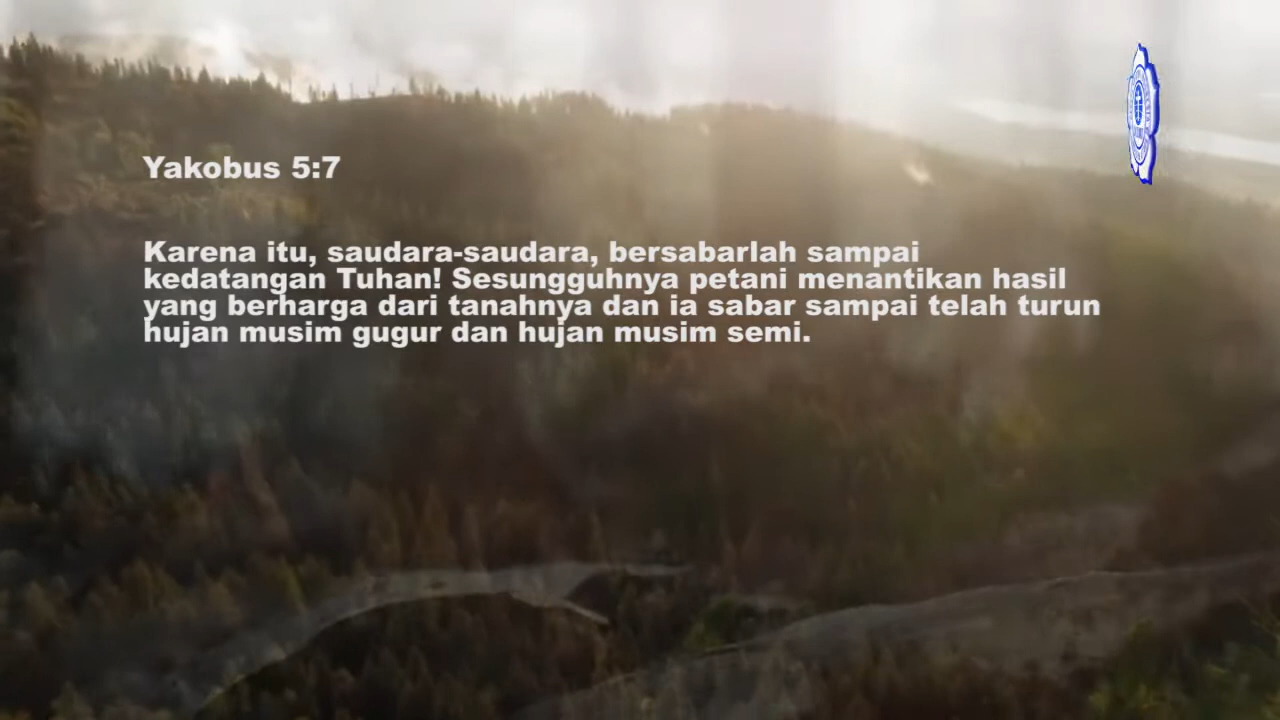 Yakobus 5:7
Karena itu, saudara-saudara, bersabarlah sampai
kedatangan Tuhan! Sesungguhnya petani menantikan hasil
yang berharga dari tanahnya dan ia sabar sampai telah turun
hujan musim gugur dan hujan musim semi.